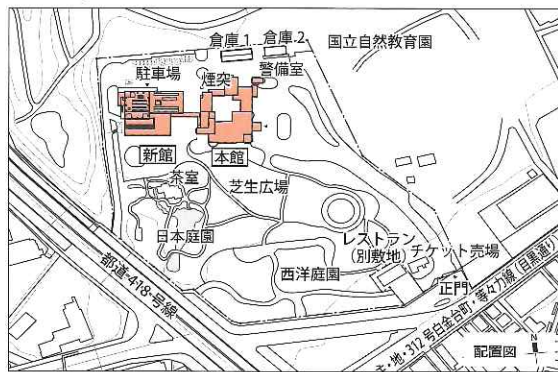 倉庫 1
倉庫 2
国立自然教育園
駐車場
煙突
警備室
新館
本館
茶室
芝生広場
日本庭園
レストラン
(別敷地)
チケット売場
西洋庭園
正門
都道・418号線
主・地・312号白金台町・等々力線(目黒通り)
配置図
N